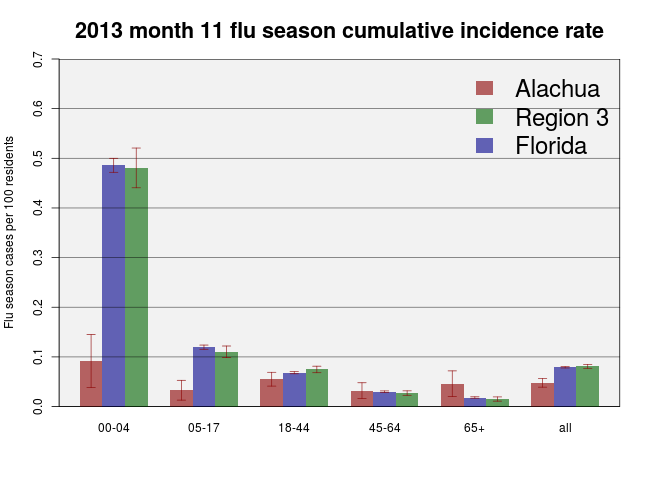 2013 month 11 flu season cumulative incidence rate
Flu season cases per 100 residents
0.7
0.6
0.5
0.4
0.3
0.2
0.1
0.0
Alachua
Region 3
Florida
00-04 05-17 18-44 45-64 65+ all